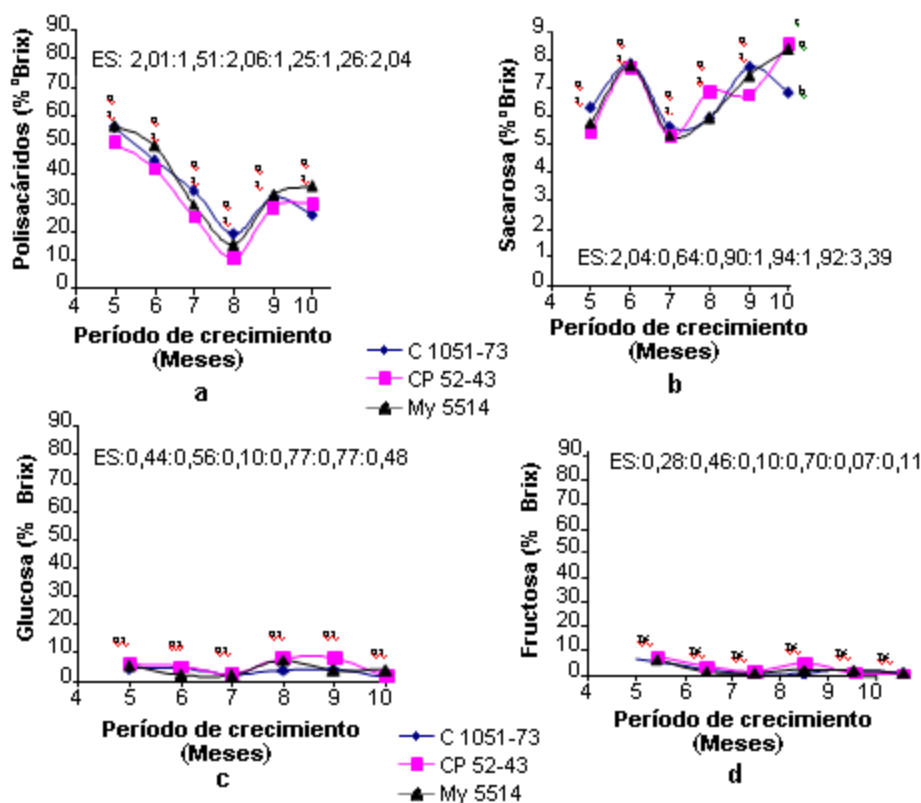 90
80
70
60
50
40
30
20
10
0
Polisacáridos (% ºBrix)
ES: 2,01:1,51:2,06:1,25:1,26:2,04
4 5 6 7 8 9 10
Período de crecimiento
(Meses)
a
9
8
7
6
5
4
3
2
1
0
Sacarosa (%ºBrix)
b
ES:2,04:0,64:0,90:1,94:1,92:3,39
4 5 6 7 8 9 10
Período de crecimiento
(Meses)
b
C 1051-73
CP 52-43
My 5514
90
80
70
60
50
40
30
20
10
0
Glucosa (% Brix)
ES:0,44:0,56:0,10:0,77:0,77:0,48
4 5 6 7 8 9 10
Período de crecimiento
(Meses)
c
90
80
70
60
50
40
30
20
10
0
Fructosa (% Brix)
ES:0,28:0,46:0,10:0,70:0,07:0,11
4 5 6 7 8 9 10
Período de crecimiento
(Meses)
d
C 1051-73
CP 52-43
My 5514